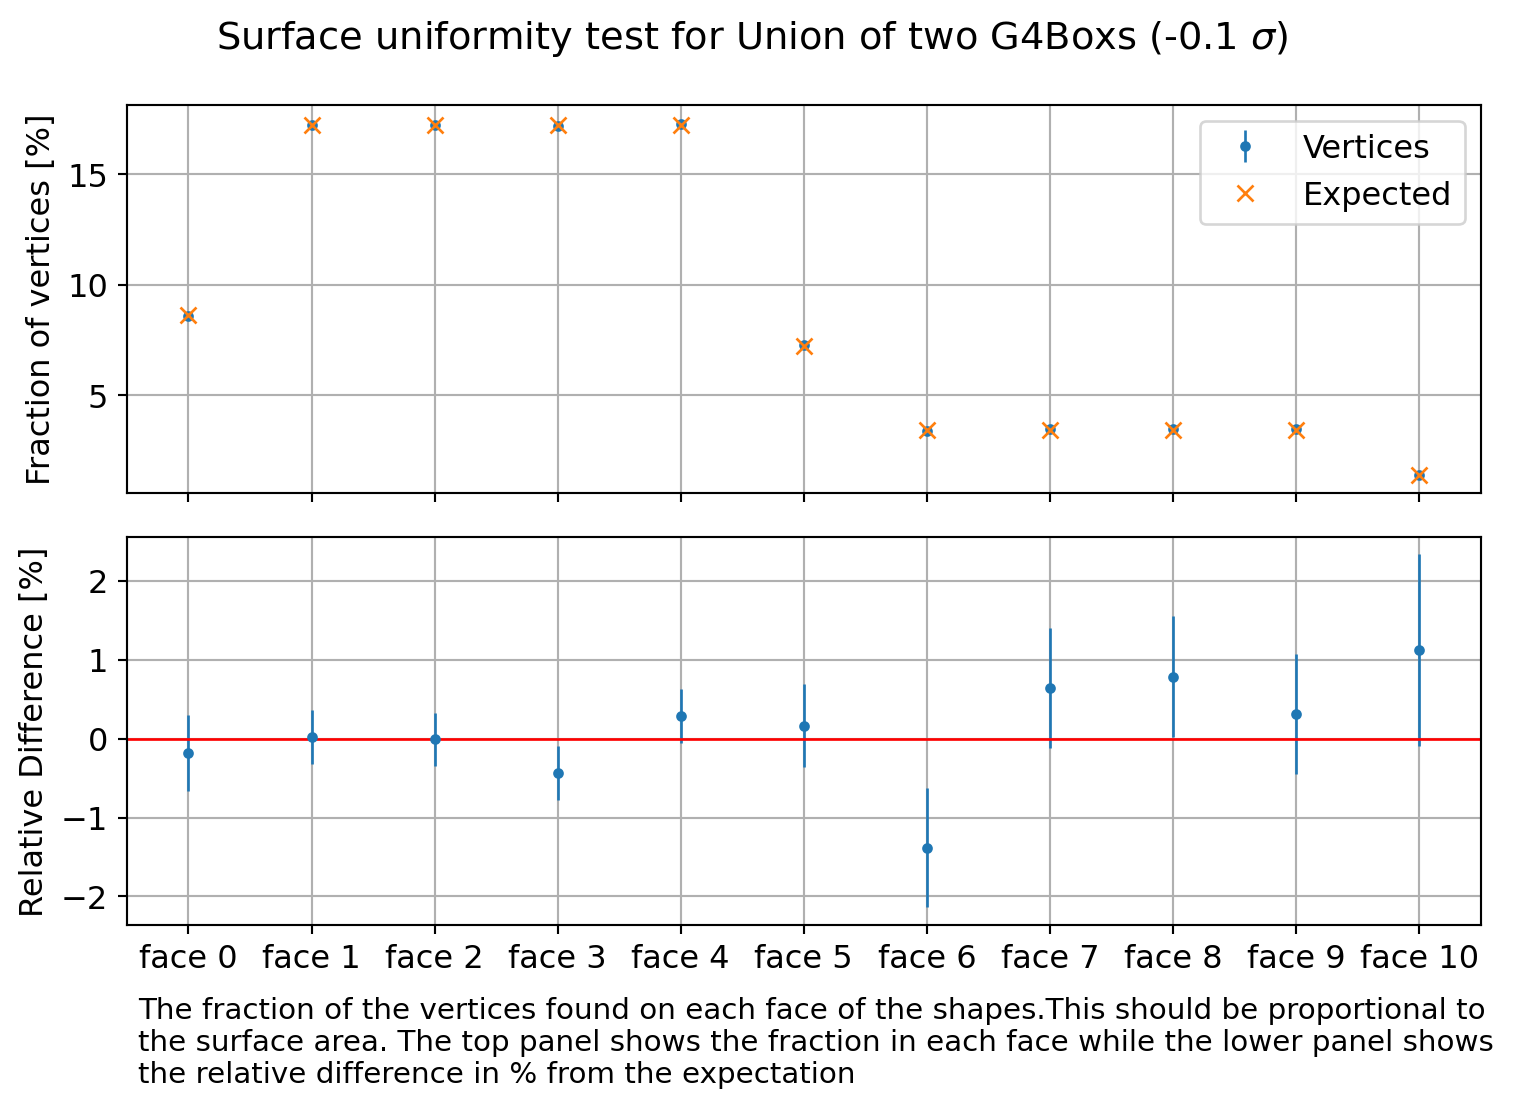 Surface uniformity test for Union of two G4Boxs (-0.1 σ)
Fraction of vertices [%]
15
10
5
Vertices
Expected
Relative Difference [%]
2
1
0
−1
−2
face 0 face 1 face 2 face 3 face 4 face 5 face 6 face 7 face 8 face 9 face 10
The fraction of the vertices found on each face of the shapes.This should be proportional to
the surface area. The top panel shows the fraction in each face while the lower panel shows
the relative difference in % from the expectation